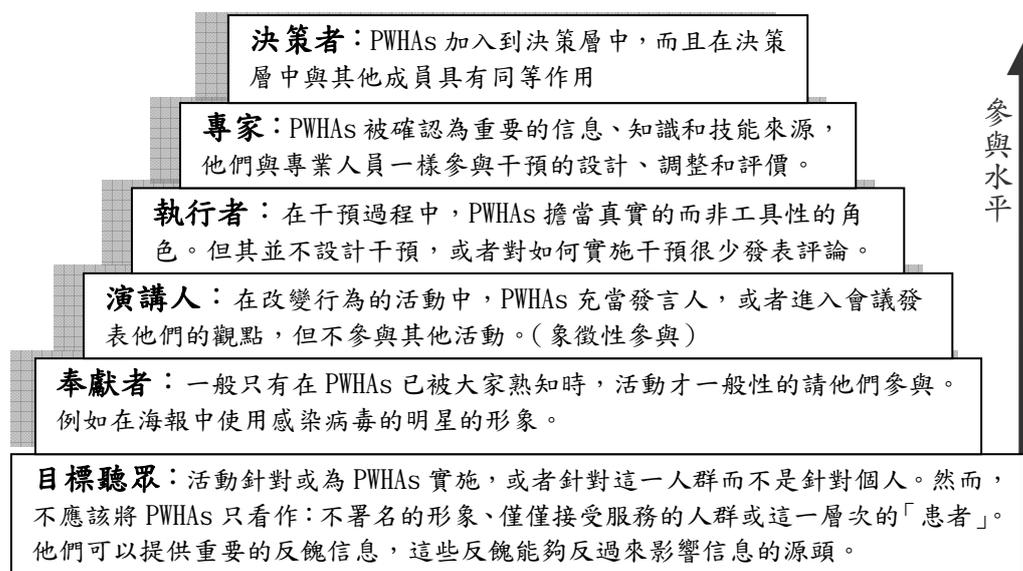 決策者：PWHAs 加入到決策層中，而且在決策
層中與其他成員具有同等作用
專家：PWHAs 被確認為重要的信息、知識和技能來源，
他們與專業人員一樣參與干預的設計、調整和評價。
執行者：在干預過程中，PWHAs 擔當真實的而非工具性的角
色。但其並不設計干預，或者對如何實施干預很少發表評論。
演講人：在改變行為的活動中，PWHAs 充當發言人，或者進入會議發
表他們的觀點，但不參與其他活動。（象徵性參與）
奉獻者：一般只有在 PWHAs 已被大家熟知時，活動才一般性的請他們參與。
例如在海報中使用感染病毒的明星的形象。
目標聽眾：活動針對或為 PWHAs 實施，或者針對這一人群而不是針對個人。然而，
不應該將 PWHAs 只看作：不署名的形象、僅僅接受服務的人群或這一層次的「患者」。
他們可以提供重要的反餽信息，這些反餽能夠反過來影響信息的源頭。
參與水平